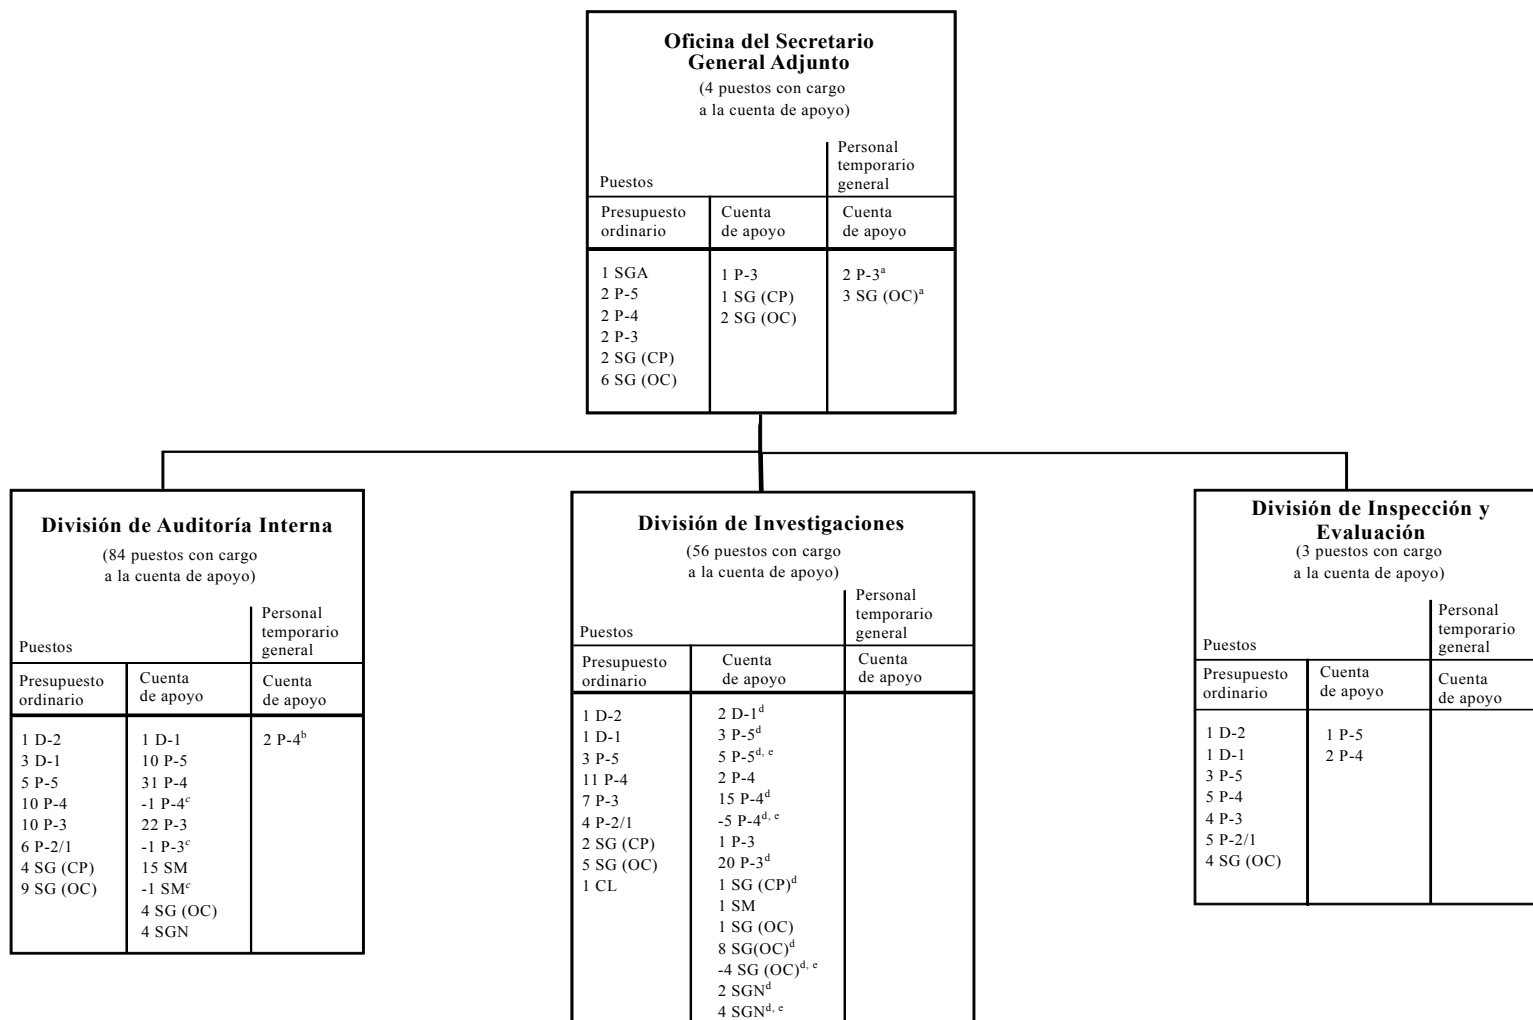 Oficina del Secretario
General Adjunto
(4 puestos con cargo
a la cuenta de apoyo)
Puestos
Personal
temporario
general
Presupuesto
ordinario
Cuenta
de apoyo
Cuenta
de apoyo
1 SGA
2 P-5
2 P-4
2 P-3
2 SG (CP)
6 SG (OC)
1 P-3
1 SG (CP)
2 SG (OC)
2 P-3a
3 SG (OC)a
División de Auditoría Interna
(84 puestos con cargo
a la cuenta de apoyo)
Puestos
Personal
temporario
general
Presupuesto
ordinario
Cuenta
de apoyo
Cuenta
de apoyo
1 D-2
3 D-1
5 P-5
10 P-4
10 P-3
6 P-2/1
4 SG (CP)
9 SG (OC)
1 D-1
10 P-5
31 P-4
-1 P-4c
22 P-3
-1 P-3c
15 SM
-1 SMc
4 SG (OC)
4 SGN
2 P-4b
División de Investigaciones
(56 puestos con cargo
a la cuenta de apoyo)
Puestos
Personal
temporario
general
Presupuesto
ordinario
Cuenta
de apoyo
Cuenta
de apoyo
1 D-2
1 D-1
3 P-5
11 P-4
7 P-3
4 P-2/1
2 SG (CP)
5 SG (OC)
1 CL
2 D-1d
3 P-5d
5 P-5d, e
2 P-4
15 P-4d
-5 P-4d, e
1 P-3
20 P-3d
1 SG (CP)d
1 SM
1 SG (OC)
8 SG(OC)d
-4 SG (OC)d, e
2 SGNd
4 SGNd, e
División de Inspección y
Evaluación
(3 puestos con cargo
a la cuenta de apoyo)
Puestos
Personal
temporario
general
Presupuesto
ordinario
Cuenta
de apoyo
Cuenta
de apoyo
1 D-2
1 D-1
3 P-5
5 P-4
4 P-3
5 P-2/1
4 SG (OC)
1 P-5
2 P-4